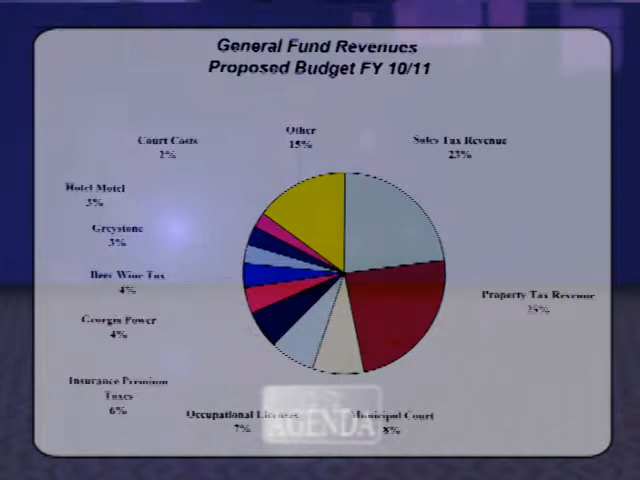 General Fund Revenues
Proposed Budget FY 10/11
Other
15%
Sales Tax Revenue
23%
Court Costs
2%
Hotel Motel
3%
Greystone
3%
Beer Wine Tax
4%
Georgia Power
4%
Insurance Premium
Taxes
6%
Occupational License
7%
Municipal Court
8%
Property Tax Revenue
25%
AGENDA